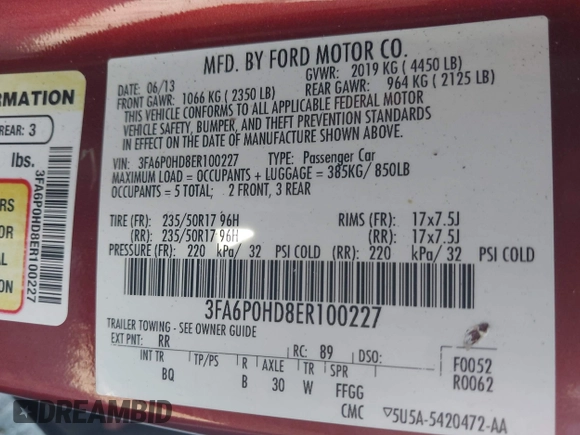 MFD. BY FORD MOTOR CO.
DATE: 06/13 GVWR: 2019 KG ( 4450 LB)
FRONT GAWR: 1066 KG ( 2350 LB) REAR GAWR: 964 KG ( 2125 LB)
THIS VEHICLE CONFORMS TO ALL APPLICABLE FEDERAL MOTOR
VEHICLE SAFETY, BUMPER, AND THEFT PREVENTION STANDARDS
IN EFFECT ON THE DATE OF MANUFACTURE SHOWN ABOVE.
VIN: 3FA6P0HD8ER100227 TYPE: Passenger Car
MAXIMUM LOAD = OCCUPANTS + LUGGAGE = 385KG/ 850LB
OCCUPANTS = 5 TOTAL; 2 FRONT, 3 REAR
TIRE (FR): 235/50R17 96H RIMS (FR): 17x7.5J
(RR): 235/50R17 96H (RR): 17x7.5J
PRESSURE (FR): 220 kPa/ 32 PSI COLD (RR): 220 kPa/ 32 PSI COLD
3FA6P0HD8ER100227
TRAILER TOWING - SEE OWNER GUIDE
EXT PNT: RR RC: 89 DSO:
INT TR TP/PS R AXLE TR SPR
BQ B 30 W FFGG
F0052
R0062
CMC ▽5U5A-5420472-AA
RMATION
REAR: 3
lbs.
ERS
OR
AL
ON
3FA6P0HD8ER100227
DREAMBID